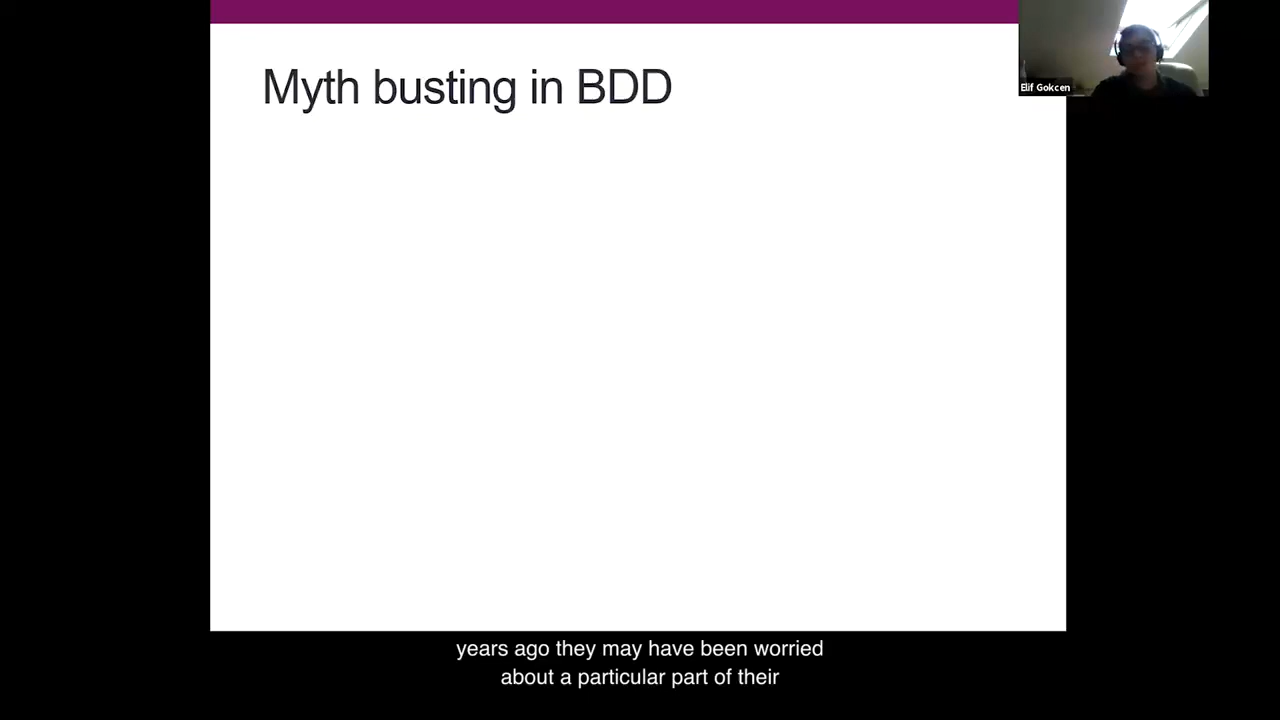 Myth busting in BDD
Elif Gokcen
years ago they may have been worried
about a particular part of their